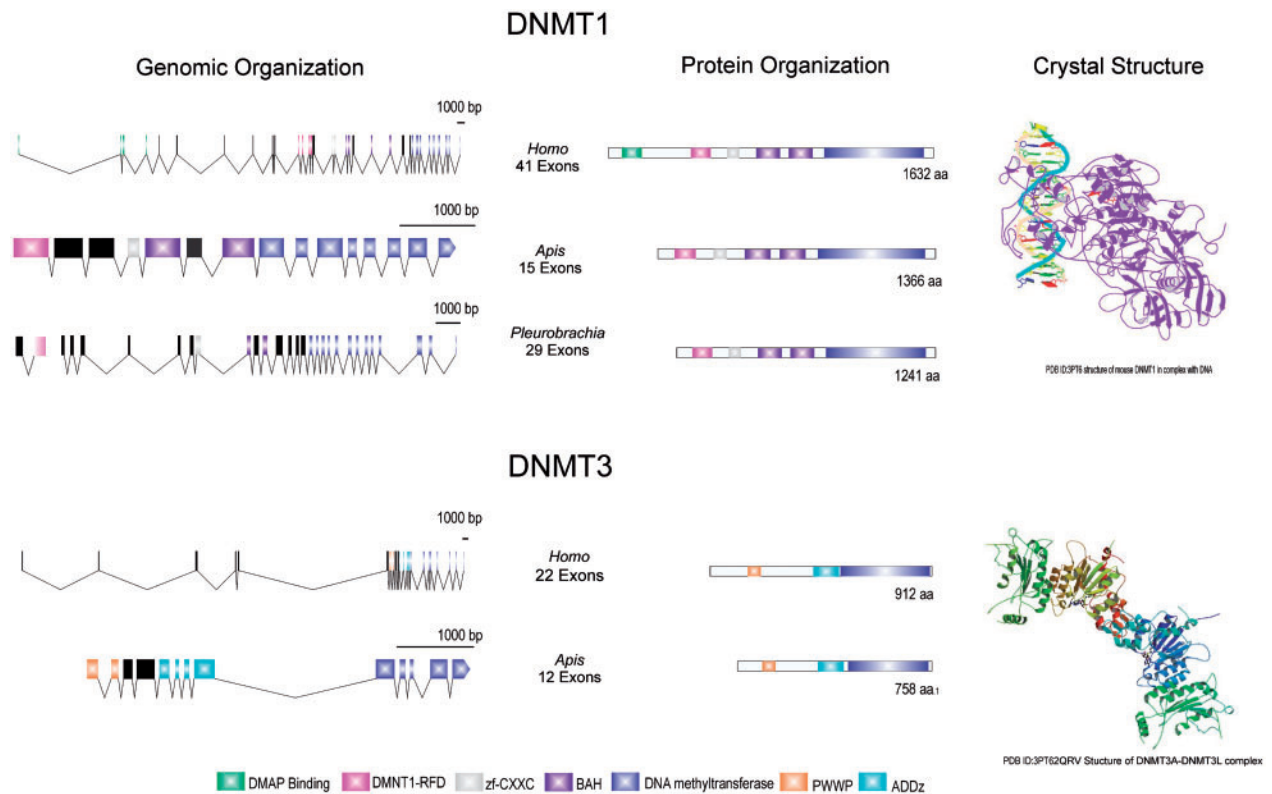 DNMT1
Genomic Organization
Protein Organization
Crystal Structure
1000 bp
Homo
41 Exons
1632 aa
1000 bp
Apis
15 Exons
1366 aa
1000 bp
Pleurobrachia
29 Exons
1241 aa
PDB ID:3PT6 structure of mouse DNMT1 in complex with DNA
DNMT3
1000 bp
Homo
22 Exons
912 aa
1000 bp
Apis
12 Exons
758 aa.1
PDB ID:3PT62QRV Stucture of DNMT3A-DNMT3L complex
DMAP Binding
DMNT1-RFD
zf-CXXC
BAH
DNA methyltransferase
PWWP
ADDz